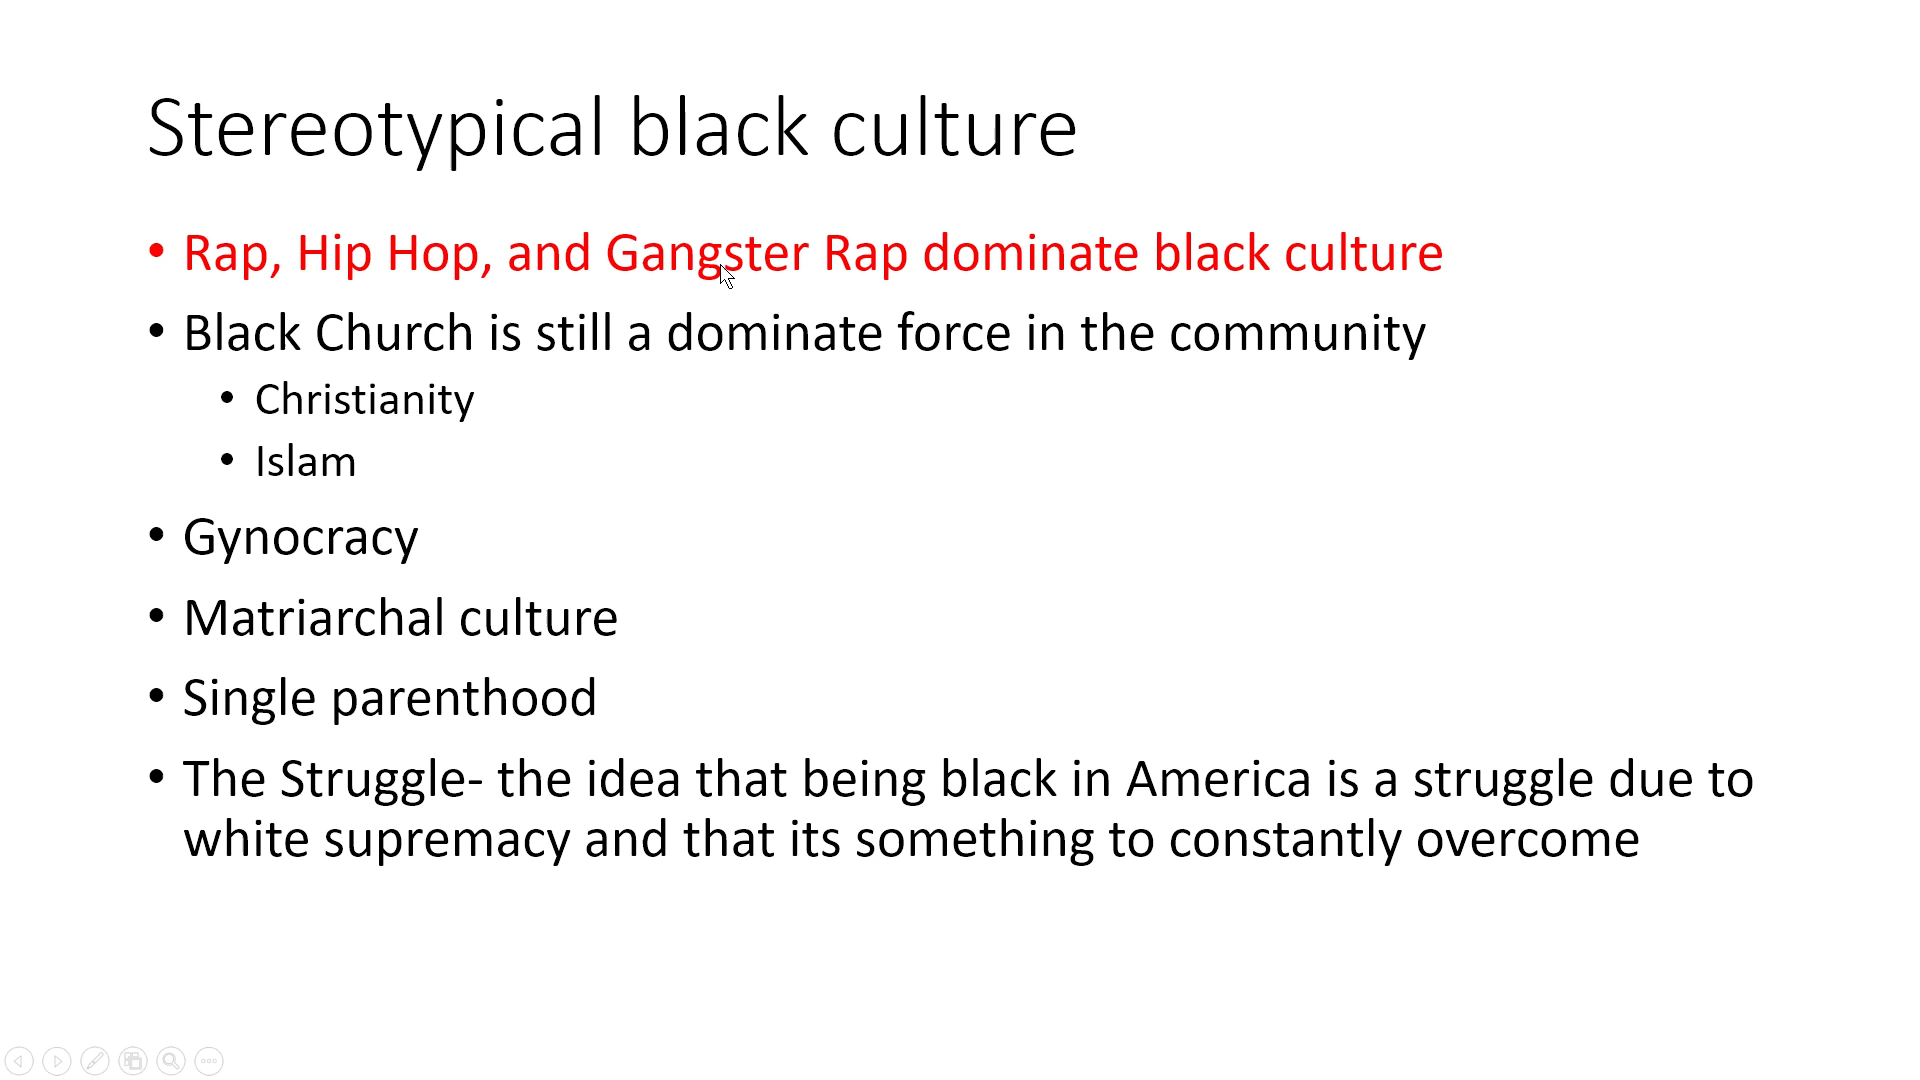 Stereotypical black culture
• Rap, Hip Hop, and Gangster Rap dominate black culture
• Black Church is still a dominate force in the community
• Christianity
• Islam
• Gynocracy
• Matriarchal culture
• Single parenthood
• The Struggle- the idea that being black in America is a struggle due to
white supremacy and that its something to constantly overcome